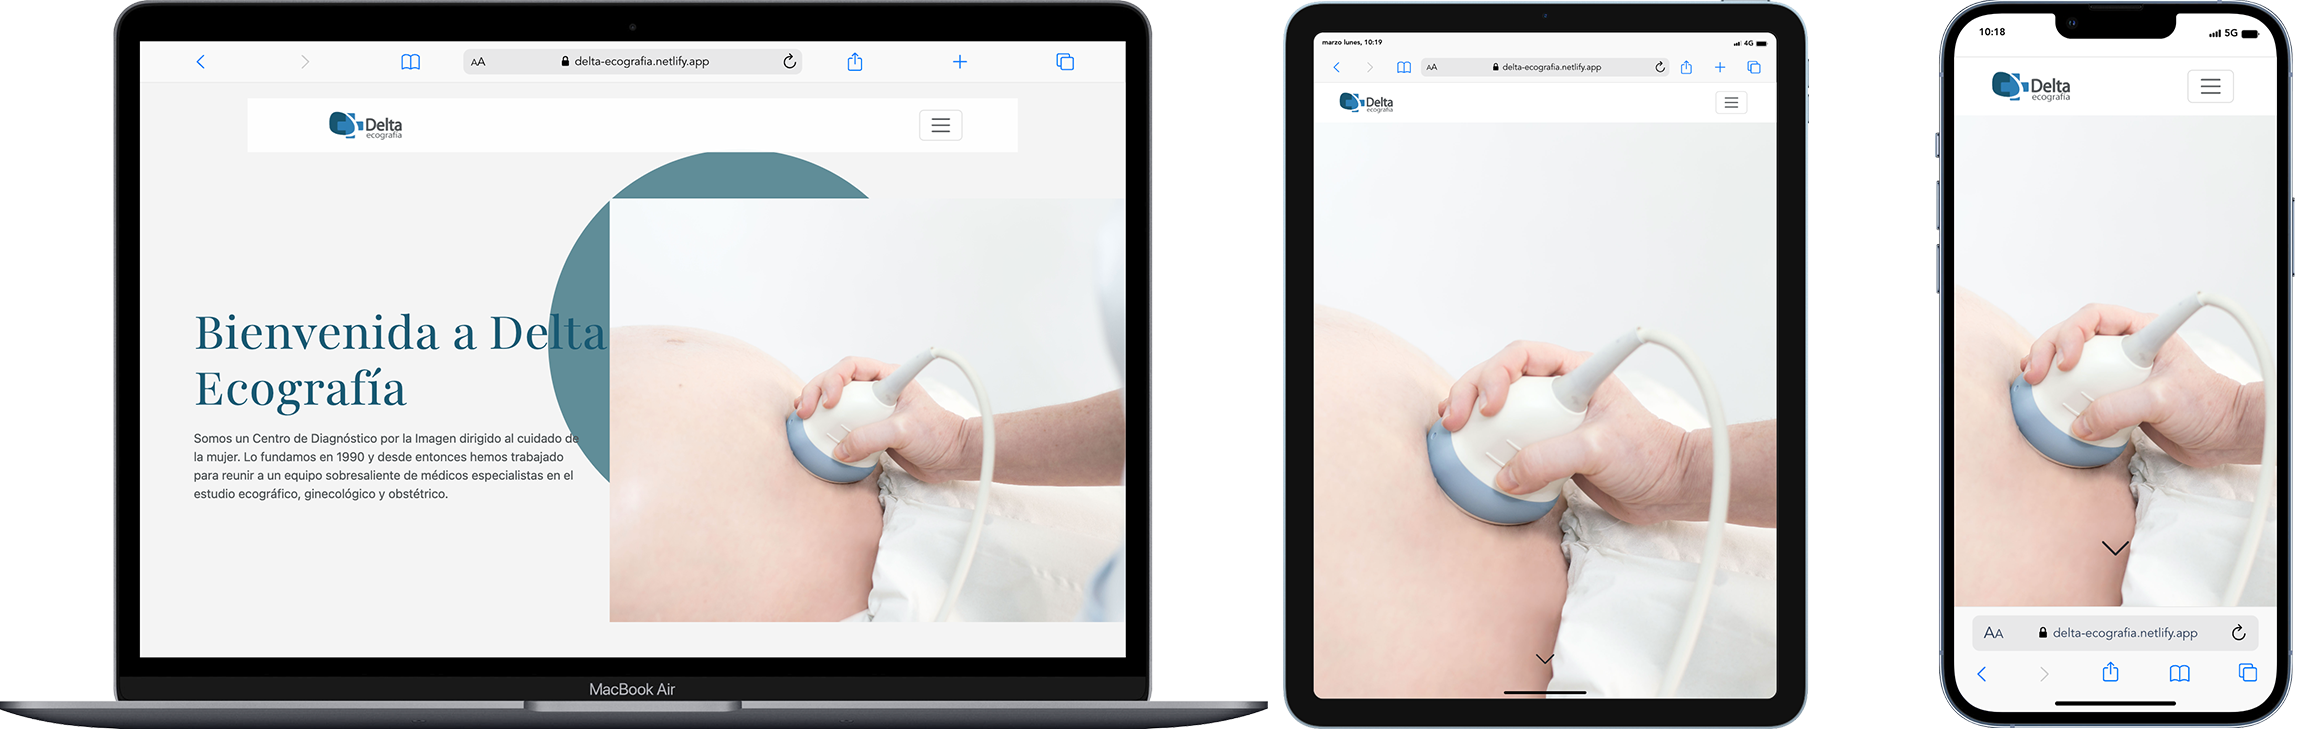 AA delta-ecografia.netlify.app
Delta
ecografía
Bienvenida a Delta
Ecografía
Somos un Centro de Diagnóstico por la Imagen dirigido al cuidado de
la mujer. Lo fundamos en 1990 y desde entonces hemos trabajado
para reunir a un equipo sobresaliente de médicos especialistas en el
estudio ecográfico, ginecológico y obstétrico.
MacBook Air
marzo lunes, 10:19 4G
AA delta-ecografia.netlify.app
Delta
ecografía
10:18 5G
Delta
ecografía
AA delta-ecografia.netlify.app